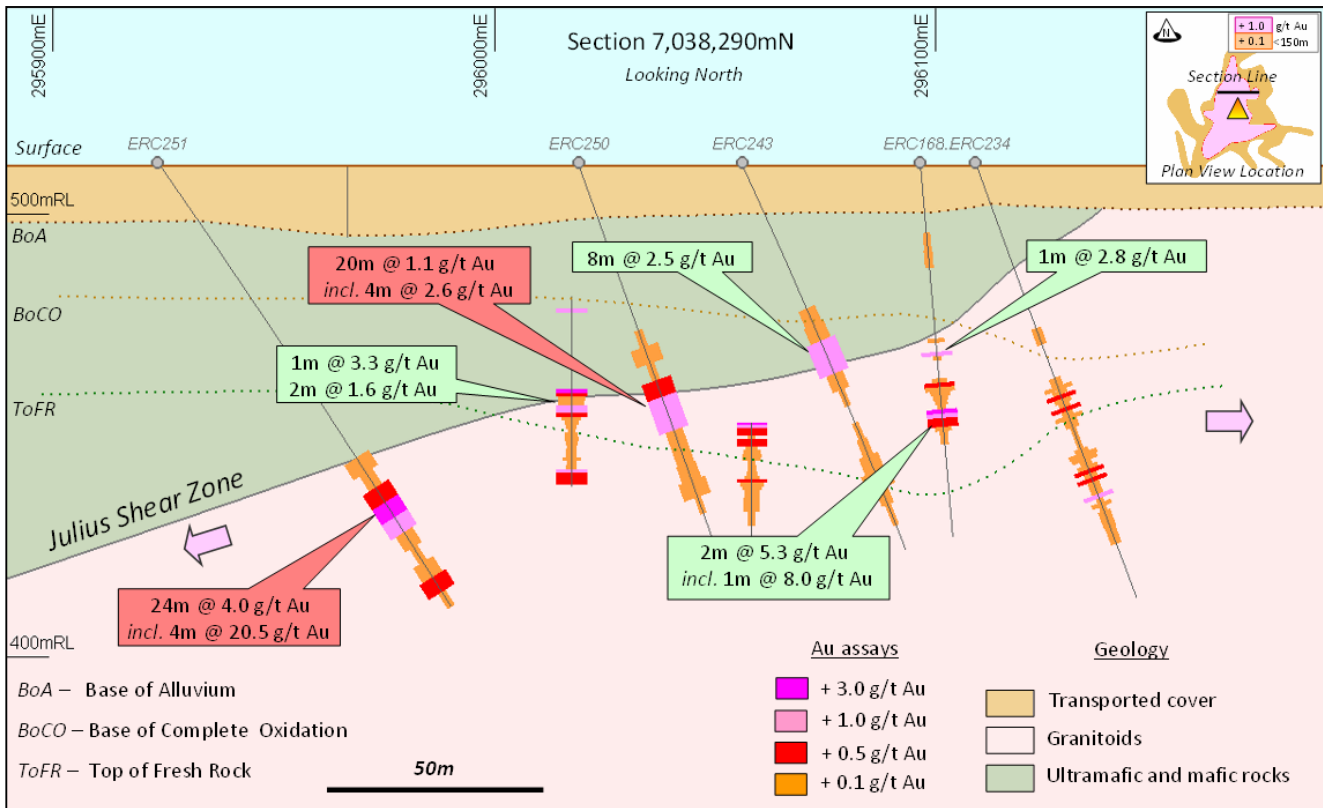 295900mE
296000mE
296100mE
Section 7,038,290mN
Looking North
N
+ 1.0 g/t Au
+ 0.1 <150m
Section Line
Plan View Location
Surface
ERC251
ERC250
ERC243
ERC168.ERC234
500mRL
BoA
20m @ 1.1 g/t Au
incl. 4m @ 2.6 g/t Au
8m @ 2.5 g/t Au
1m @ 2.8 g/t Au
BoCO
1m @ 3.3 g/t Au
2m @ 1.6 g/t Au
ToFR
Julius Shear Zone
2m @ 5.3 g/t Au
incl. 1m @ 8.0 g/t Au
24m @ 4.0 g/t Au
incl. 4m @ 20.5 g/t Au
400mRL
BoA – Base of Alluvium
BoCO – Base of Complete Oxidation
ToFR – Top of Fresh Rock
50m
Au assays
+ 3.0 g/t Au
+ 1.0 g/t Au
+ 0.5 g/t Au
+ 0.1 g/t Au
Geology
Transported cover
Granitoids
Ultramafic and mafic rocks